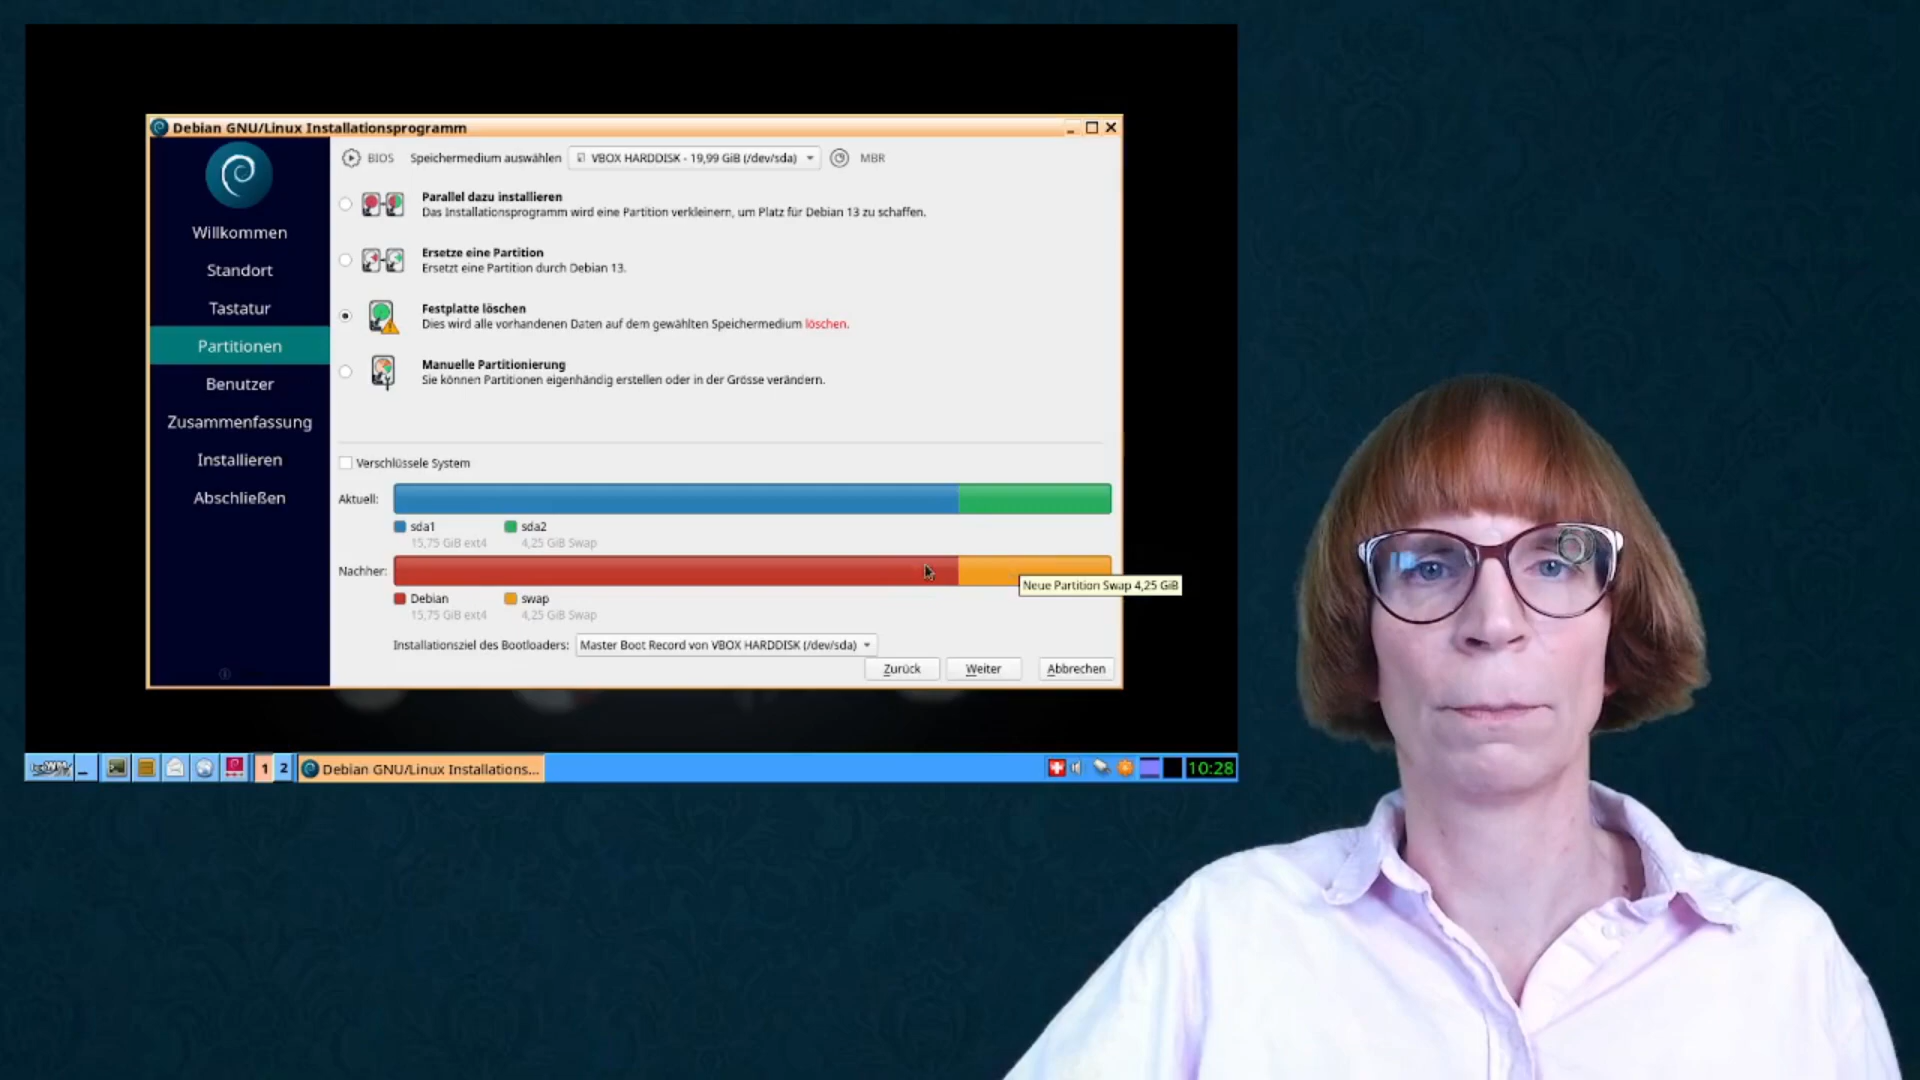 Debian GNU/Linux Installationsprogramm
Willkommen
Standort
Tastatur
Partitionen
Benutzer
Zusammenfassung
Installieren
Abschließen
BIOS Speichermedium auswählen VBOX HARDDISK - 19,99 GiB (/dev/sda) MBR
Parallel dazu installieren
Das Installationsprogramm wird eine Partition verkleinern, um Platz für Debian 13 zu schaffen.
Ersetze eine Partition
Ersetzt eine Partition durch Debian 13.
Festplatte löschen
Dies wird alle vorhandenen Daten auf dem gewählten Speichermedium löschen.
Manuelle Partitionierung
Sie können Partitionen eigenhändig erstellen oder in der Grösse verändern.
Verschlüssele System
Aktuell:
sda1 sda2
15,75 GiB ext4 4,25 GiB Swap
Nachher:
Neue Partition Swap 4,25 GiB
Debian swap
15,75 GiB ext4 4,25 GiB Swap
Installationsziel des Bootloaders: Master Boot Record von VBOX HARDDISK (/dev/sda)
Zurück Weiter Abbrechen
1 2 Debian GNU/Linux Installations... 10:28